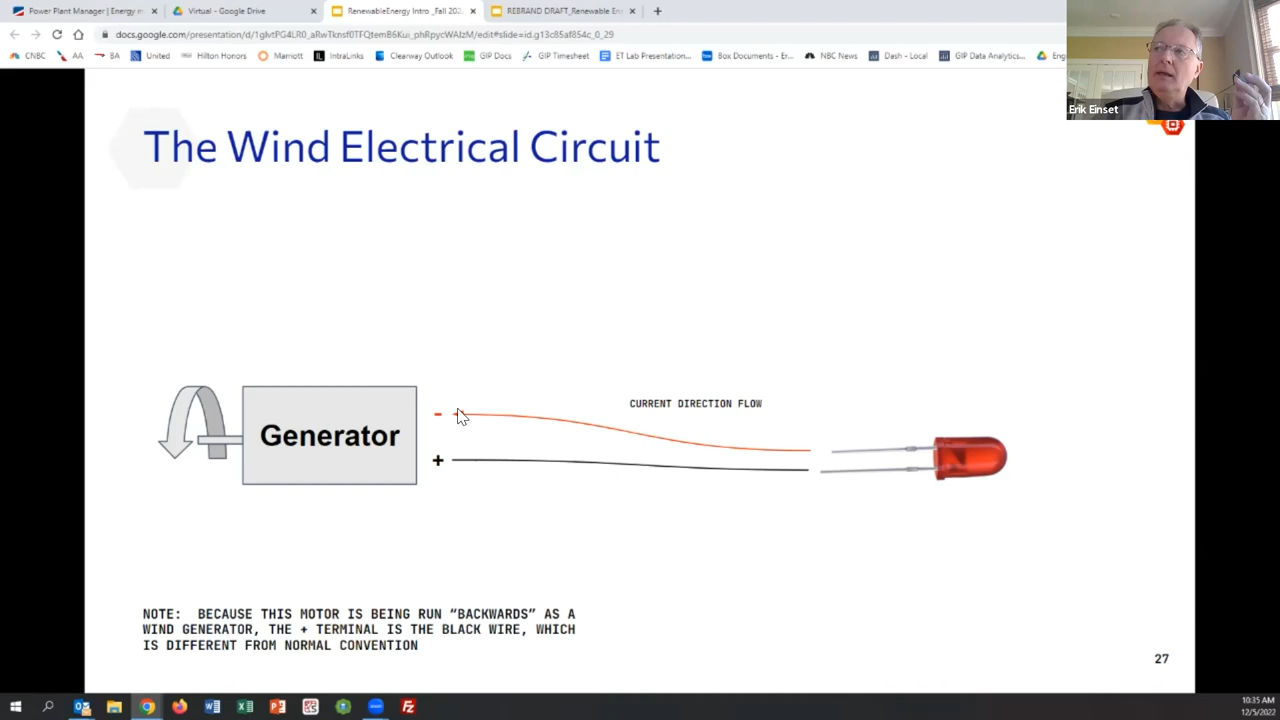 Power Plant Manager | Energy m
Virtual - Google Drive
RenewableEnergy Intro _Fall 202
REBRAND DRAFT_Renewable En
docs.google.com/presentation/d/1glvtPG4LR0_aRwTknsf0TFQtemB6Kui_phRpycWAIzM/edit#slide=id.g13c85af854c_0_29
CNBC
AA
BA
United
Hilton Honors
Marriott
IntraLinks
Clearway Outlook
GIP Docs
GIP Timesheet
ET Lab Presentation...
Box Documents - Er...
NBC News
Dash - Local
GIP Data Analytics...
Eng
Erik Einset
The Wind Electrical Circuit
CURRENT DIRECTION FLOW
-
Generator
+
NOTE: BECAUSE THIS MOTOR IS BEING RUN “BACKWARDS” AS A
WIND GENERATOR, THE + TERMINAL IS THE BLACK WIRE, WHICH
IS DIFFERENT FROM NORMAL CONVENTION
27
10:35 AM
12/5/2022